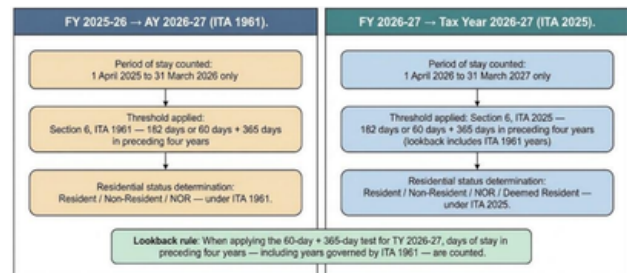 FY 2025-26 → AY 2026-27 (ITA 1961).
Period of stay counted:
1 April 2025 to 31 March 2026 only
Threshold applied:
Section 6, ITA 1961 — 182 days or 60 days + 365 days
in preceding four years
Residential status determination:
Resident / Non-Resident / NOR — under ITA 1961.
FY 2026-27 → Tax Year 2026-27 (ITA 2025).
Period of stay counted:
1 April 2026 to 31 March 2027 only
Threshold applied: Section 6, ITA 2025 —
182 days or 60 days + 365 days in preceding four years
(lookback includes ITA 1961 years)
Residential status determination:
Resident / Non-Resident / NOR / Deemed Resident —
under ITA 2025.
Lookback rule: When applying the 60-day + 365-day test for TY 2026-27, days of stay in
preceding four years — including years governed by ITA 1961 — are counted.